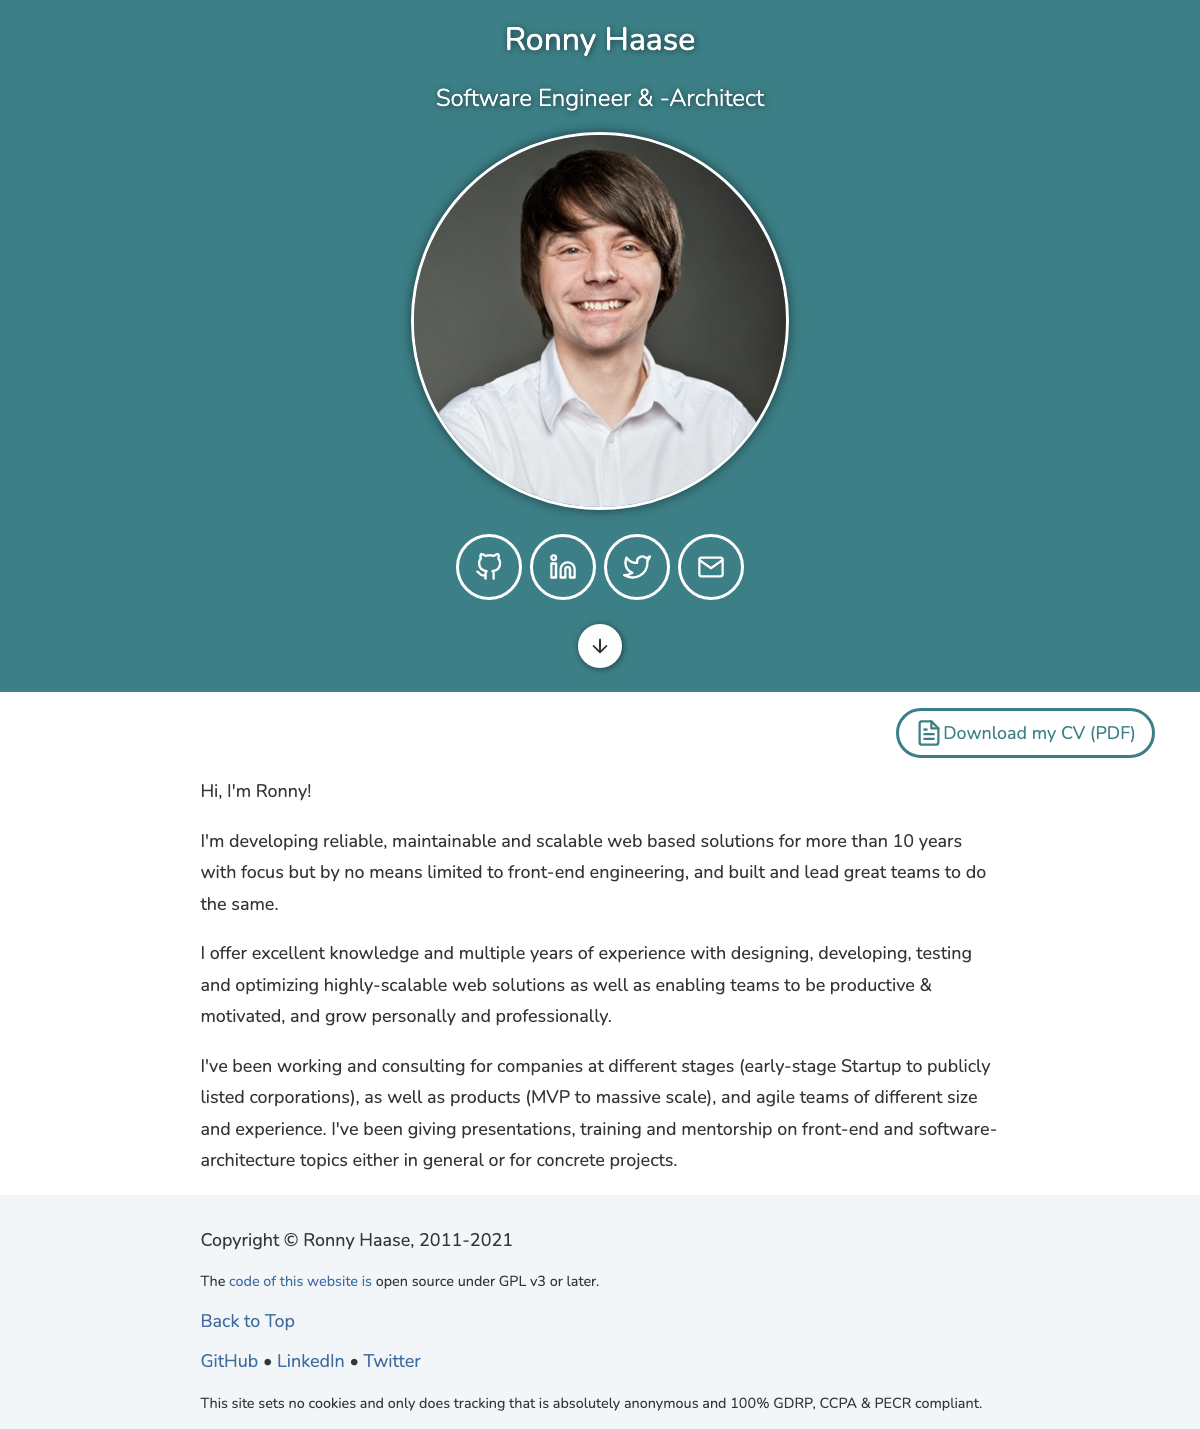 Ronny Haase
Software Engineer & -Architect
Download my CV (PDF)
Hi, I'm Ronny!
I'm developing reliable, maintainable and scalable web based solutions for more than 10 years
with focus but by no means limited to front-end engineering, and built and lead great teams to do
the same.
I offer excellent knowledge and multiple years of experience with designing, developing, testing
and optimizing highly-scalable web solutions as well as enabling teams to be productive &
motivated, and grow personally and professionally.
I've been working and consulting for companies at different stages (early-stage Startup to publicly
listed corporations), as well as products (MVP to massive scale), and agile teams of different size
and experience. I've been giving presentations, training and mentorship on front-end and software-
architecture topics either in general or for concrete projects.
Copyright © Ronny Haase, 2011-2021
The code of this website is open source under GPL v3 or later.
Back to Top
GitHub ● LinkedIn ● Twitter
This site sets no cookies and only does tracking that is absolutely anonymous and 100% GDRP, CCPA & PECR compliant.